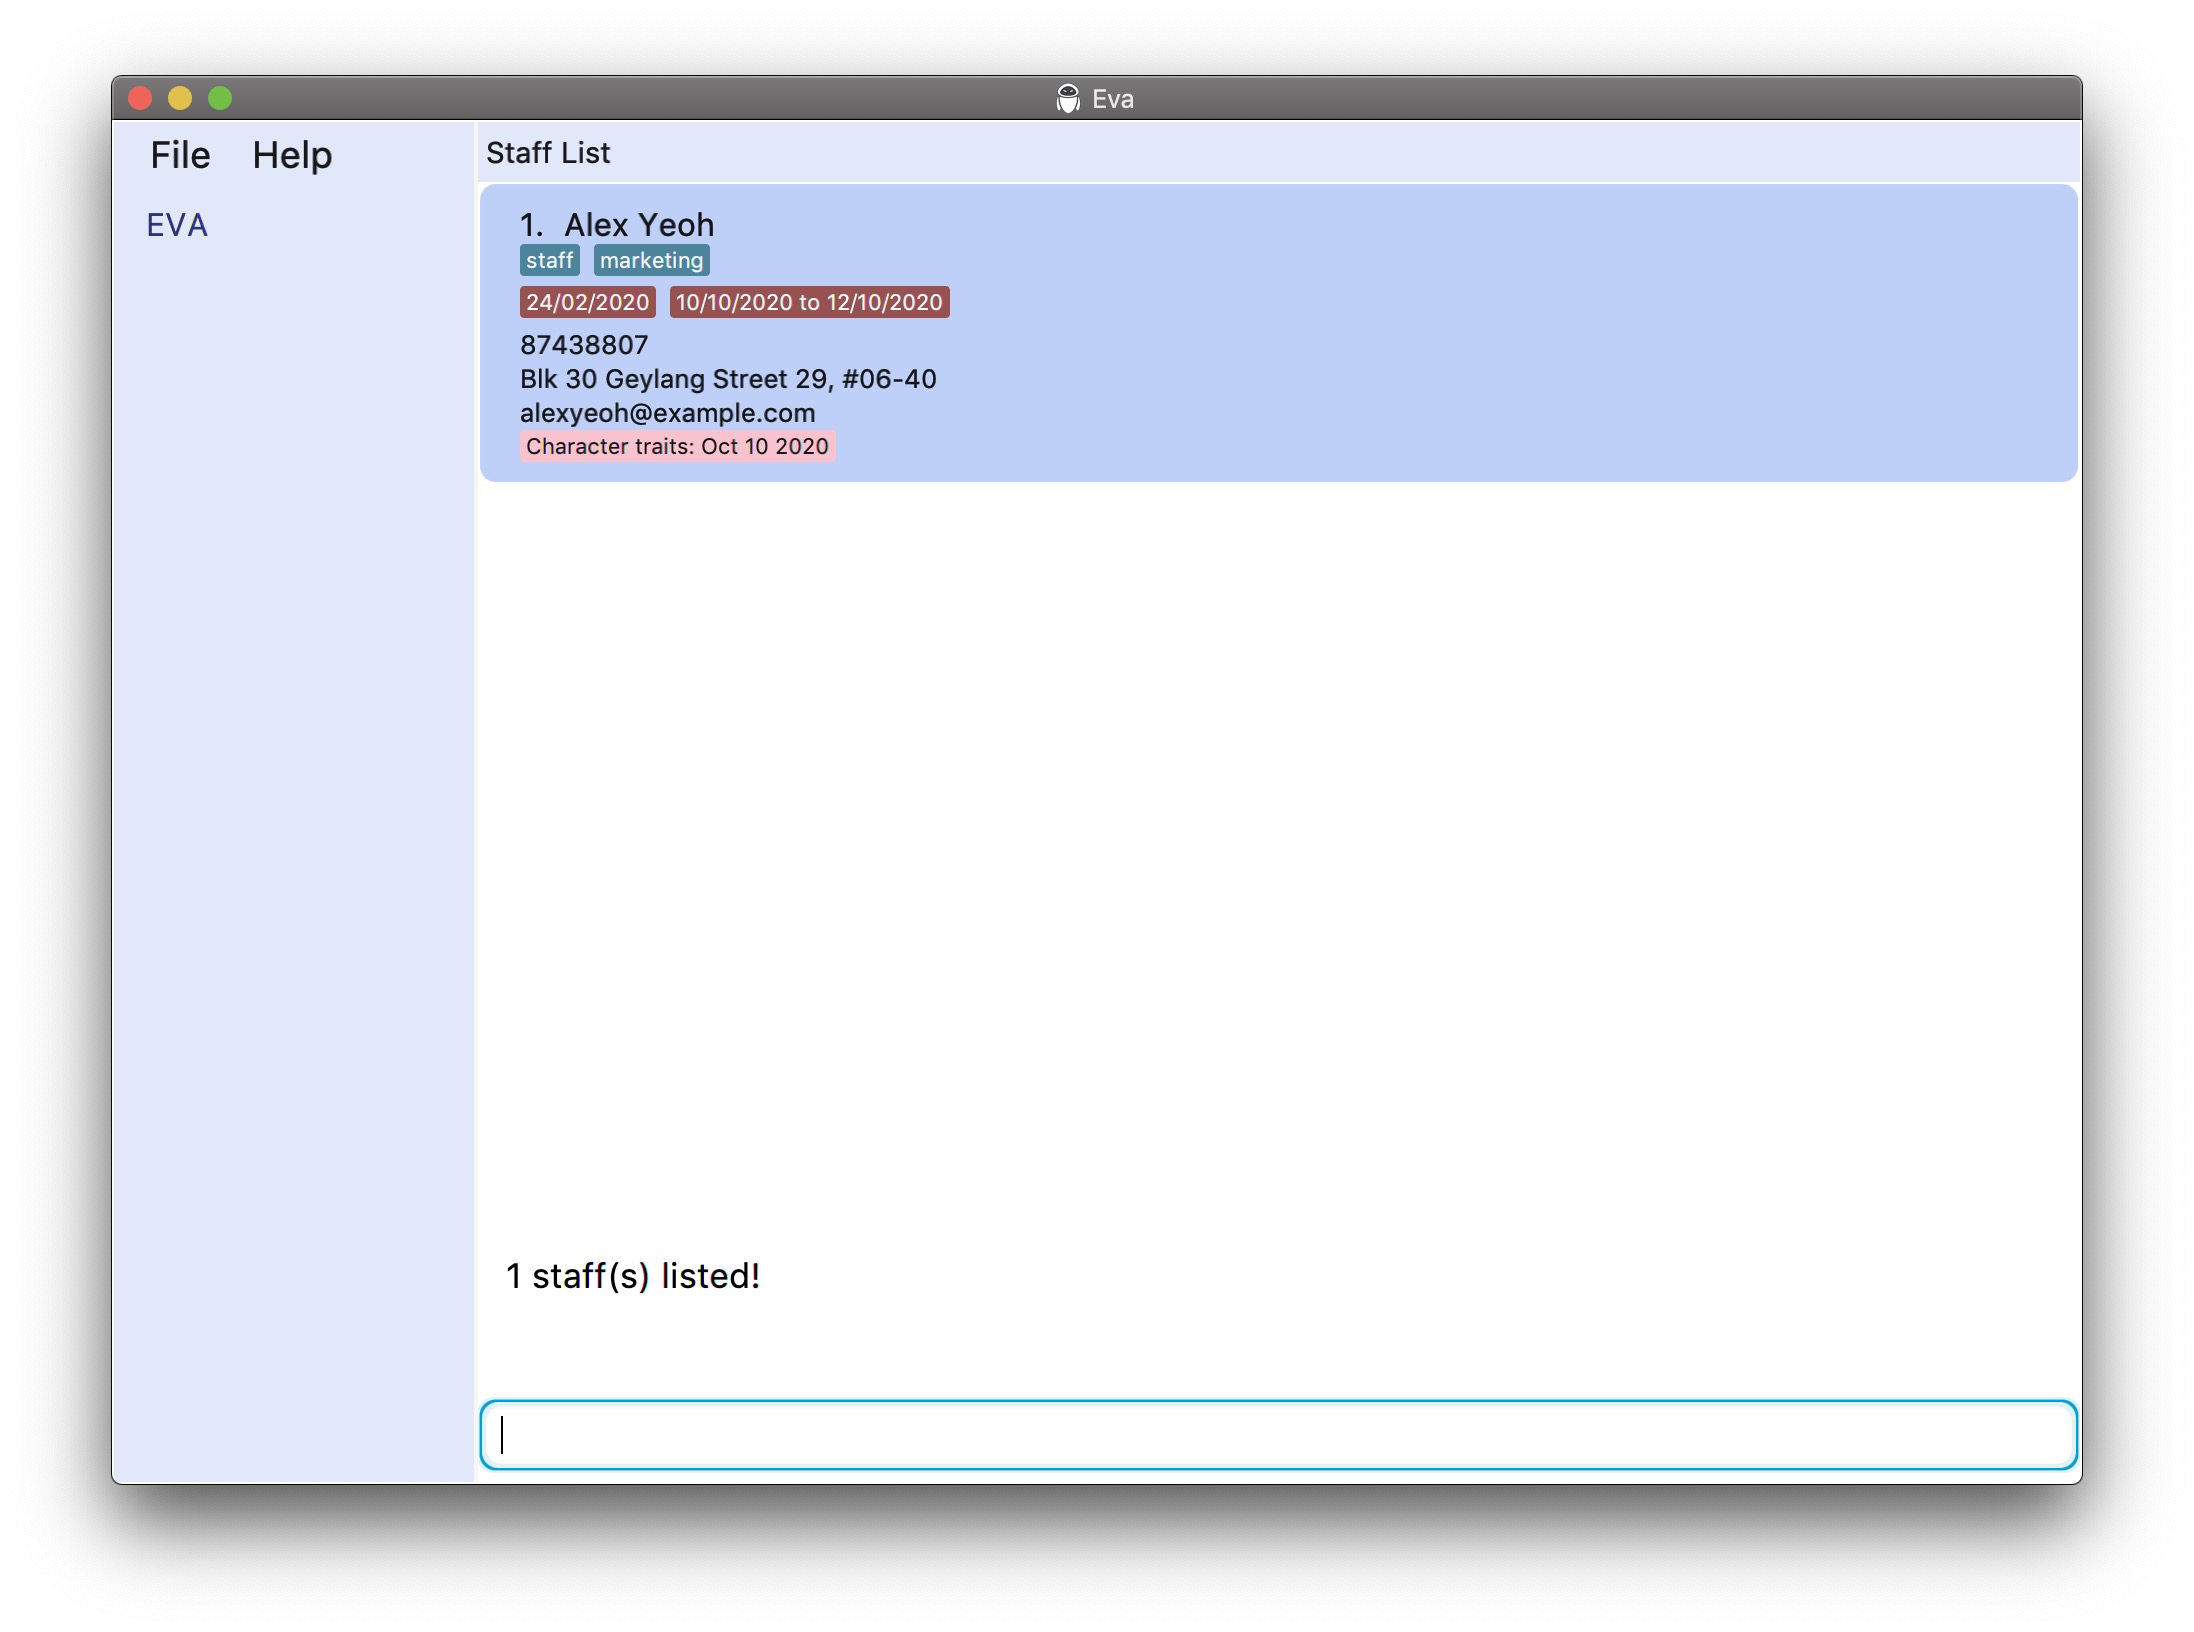 Eva
File Help
Staff List
EVA
1. Alex Yeoh
staff marketing
24/02/2020 10/10/2020 to 12/10/2020
87438807
Blk 30 Geylang Street 29, #06-40
alexyeoh@example.com
Character traits: Oct 10 2020
1 staff(s) listed!